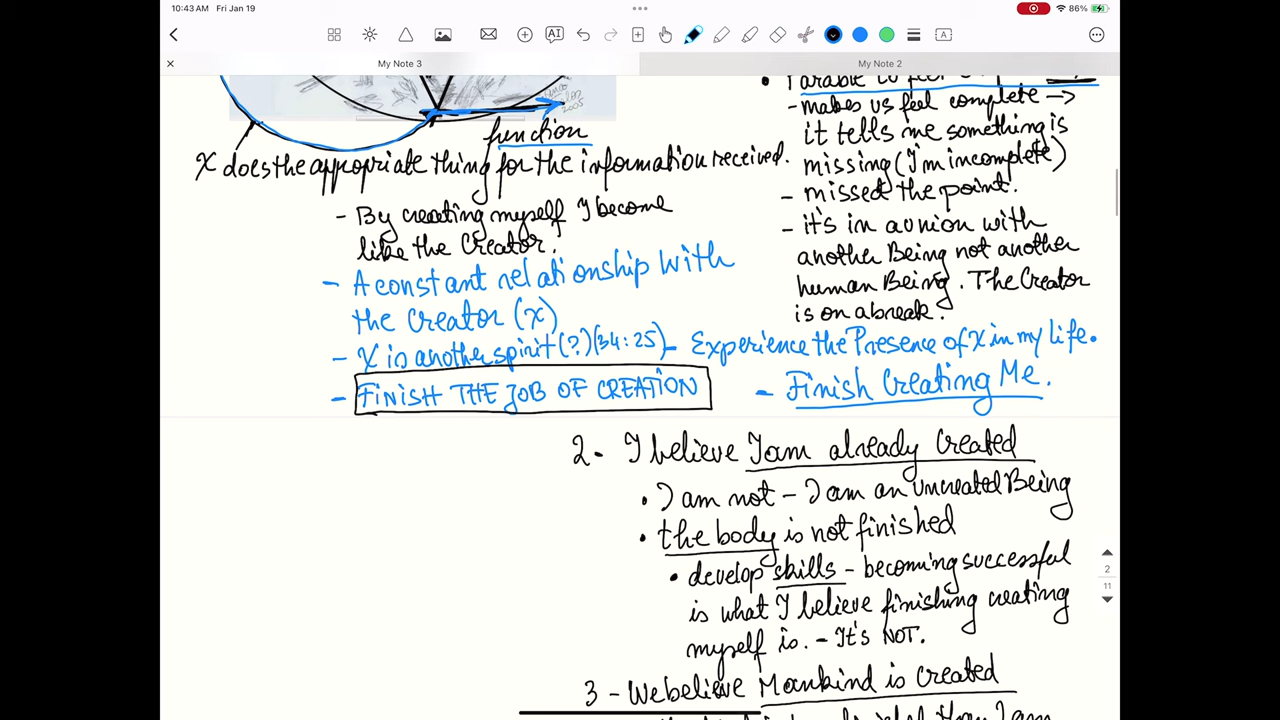 10:43 AM Fri Jan 19
86%
My Note 3
My Note 2
function
X does the appropriate thing for the information received.
- By creating myself I become
like the Creator.
- A constant relationship with
the Creator (x)
- X is another spirit (?) (34:25)
- FINISH THE JOB OF CREATION
- makes us feel complete →
it tells me something is
missing (I'm incomplete)
- missed the point.
- it's in a union with
another Being not another
human Being. The Creator
is on a break.
- Experience the Presence of X in my life.
- Finish Creating Me.
2- I believe I am already Created
• I am not - I am an uncreated Being
• the body is not finished
• develop skills - becoming successful
is what I believe finishing creating
myself is. - It's NOT.
3 - We believe Mankind is created
2
11